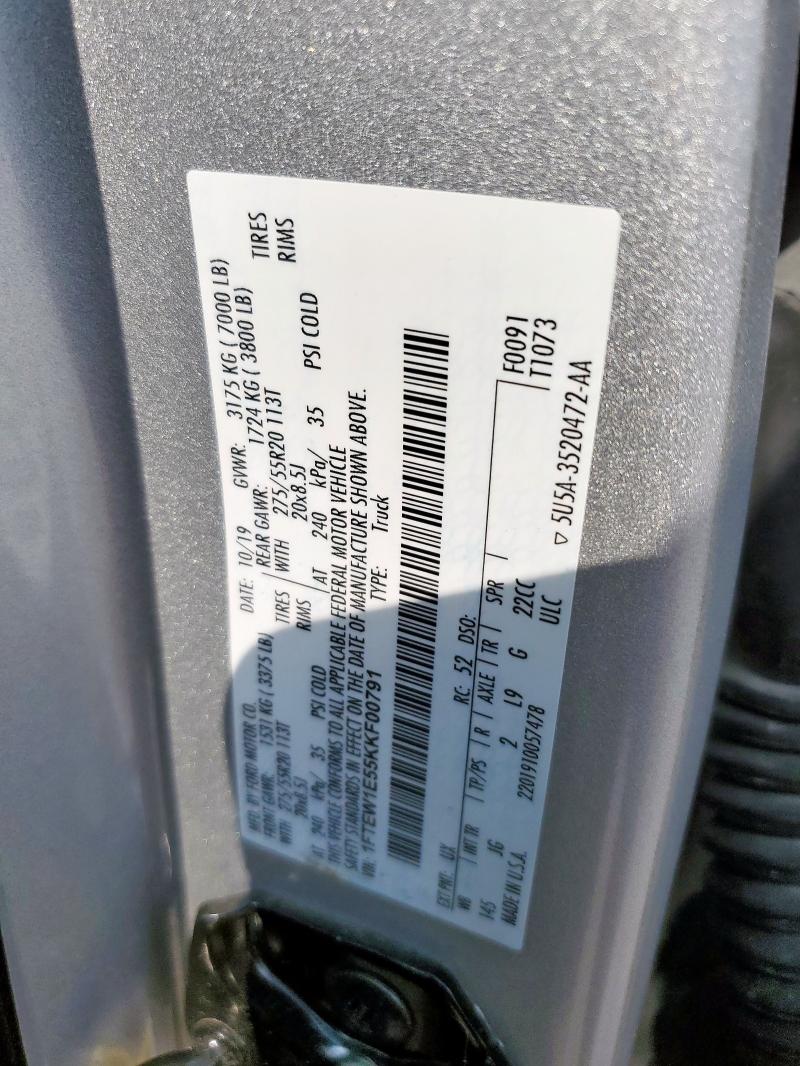 MFD. BY FORD MOTOR CO.
DATE: 10/19 GVWR: 3175 KG ( 7000 LB)
FRONT GAWR: 1531 KG ( 3375 LB) REAR GAWR: 1724 KG ( 3800 LB)
WITH 275/55R20 113T TIRES WITH 275/55R20 113T TIRES
20x8.5J RIMS 20x8.5J RIMS
AT 240 kPa/ 35 PSI COLD AT 240 kPa/ 35 PSI COLD
THIS VEHICLE CONFORMS TO ALL APPLICABLE FEDERAL MOTOR VEHICLE
SAFETY STANDARDS IN EFFECT ON THE DATE OF MANUFACTURE SHOWN ABOVE.
VIN: 1FTEW1E55KKF00791 TYPE: Truck
EXT PNT: UX RC: 52 DSO:
WB INT TR TP/PS R AXLE TR SPR F0091
145 JG 2 L9 G 22CC T1073
MADE IN U.S.A. 2201910057478 ULC
▽ 5U5A-3520472-AA